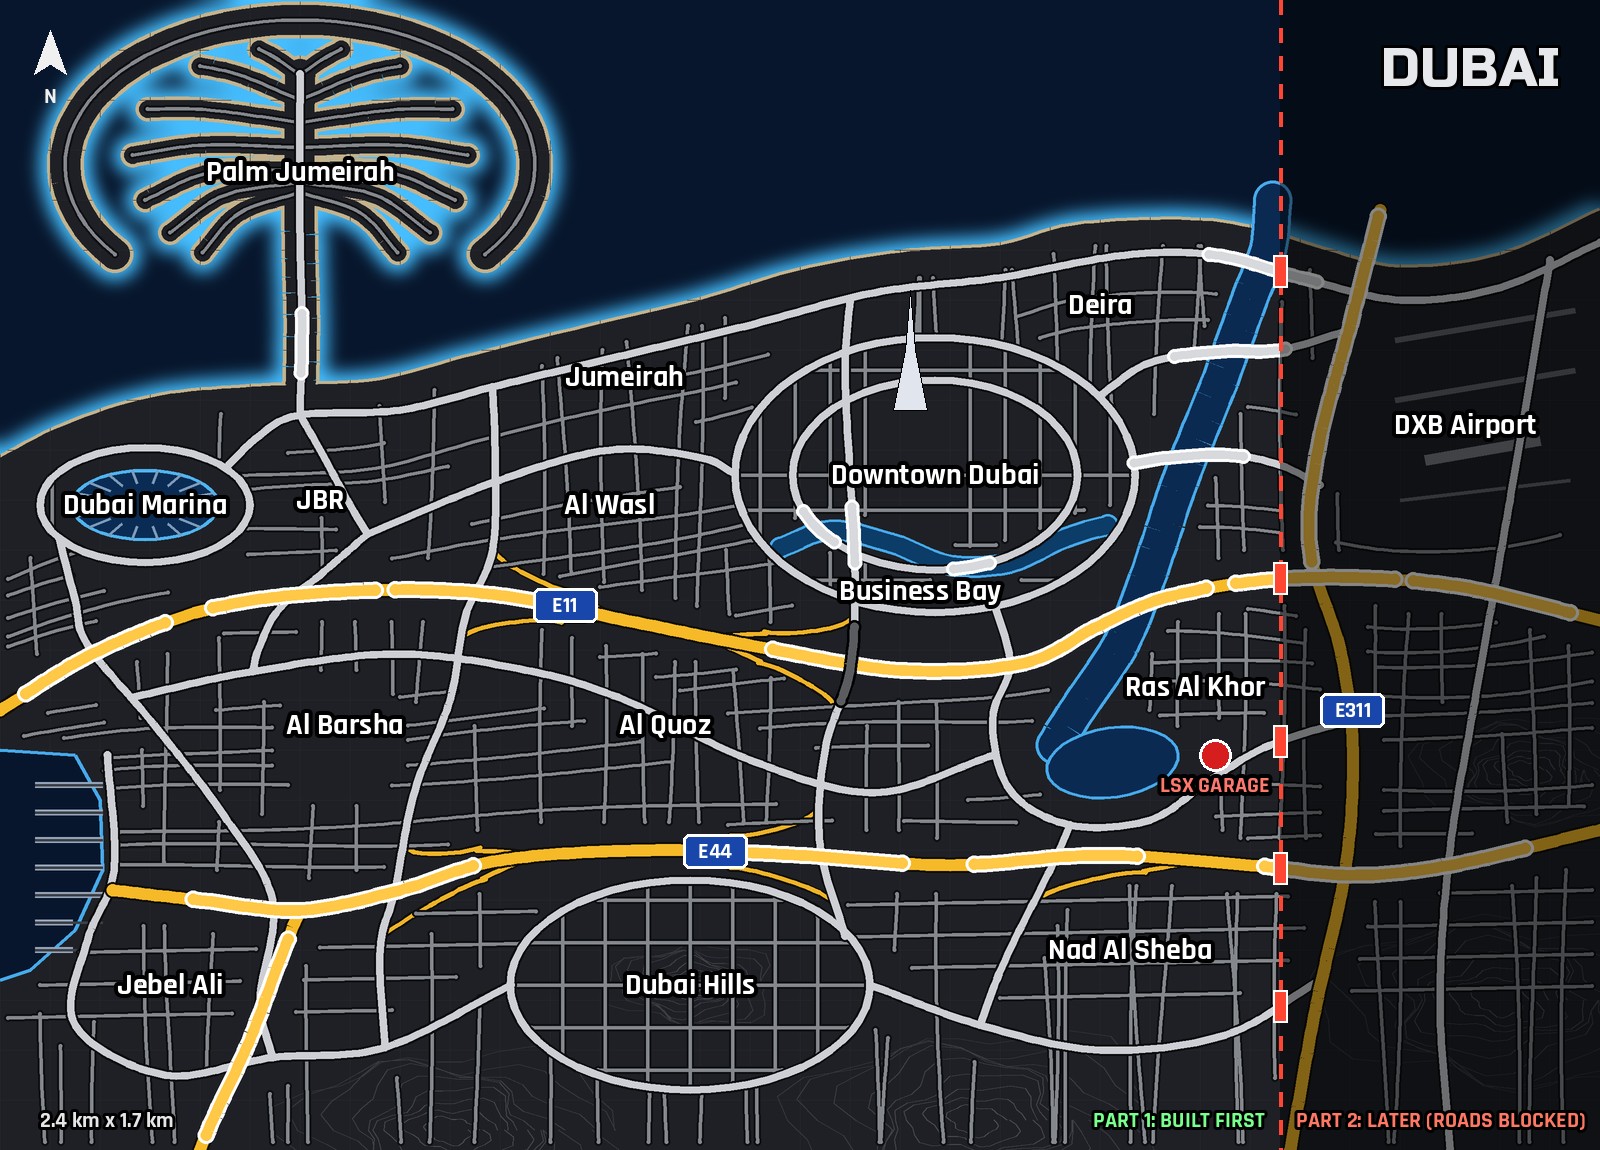 DUBAI
N
Palm Jumeirah
Deira
Jumeirah
DXB Airport
Downtown Dubai
Dubai Marina
JBR
Al Wasl
Business Bay
E11
Ras Al Khor
E311
Al Barsha
Al Quoz
LSX GARAGE
E44
Nad Al Sheba
Jebel Ali
Dubai Hills
2.4 km x 1.7 km
PART 1: BUILT FIRST
PART 2: LATER (ROADS BLOCKED)